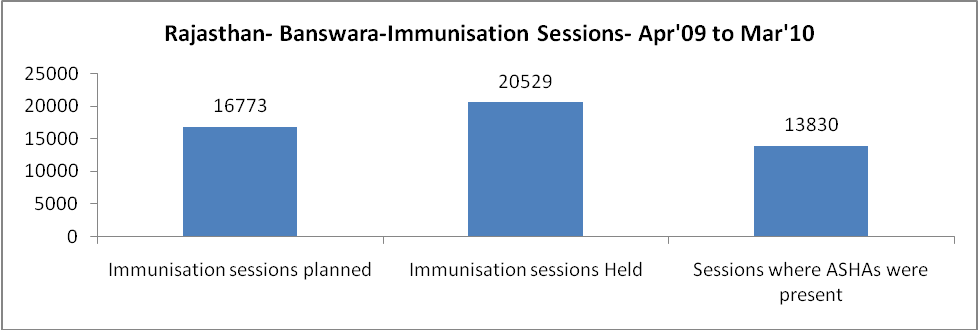 Rajasthan- Banswara-Immunisation Sessions- Apr'09 to Mar'10
25000
20000
15000
10000
5000
0
16773
20529
13830
Immunisation sessions planned
Immunisation sessions Held
Sessions where ASHAs were
present